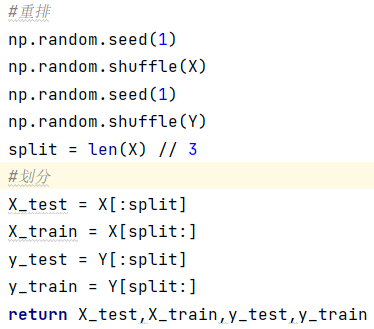 #重排
np.random.seed(1)
np.random.shuffle(X)
np.random.seed(1)
np.random.shuffle(Y)
split = len(X) // 3
#划分
X_test = X[:split]
X_train = X[split:]
y_test = Y[:split]
y_train = Y[split:]
return X_test,X_train,y_test,y_train